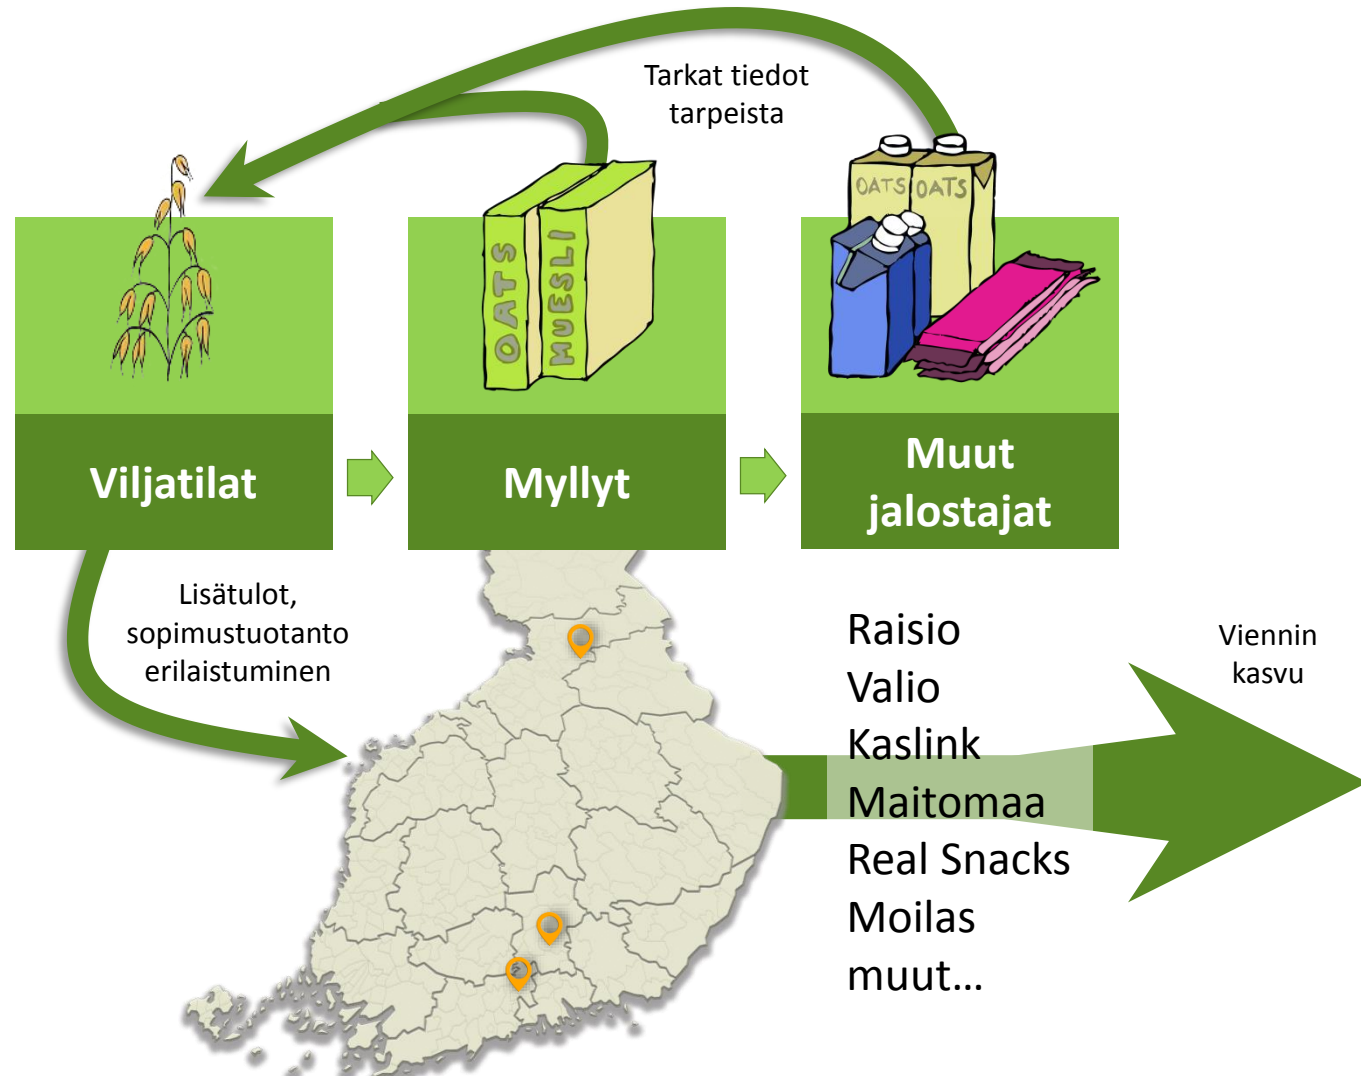 Tarkat tiedot
tarpeista
OATS
MUESLI
OATS
OATS
Viljatilat
Myllyt
Muut
jalostajat
Lisätulot,
sopimustuotanto
erilaistuminen
Raisio
Valio
Kaslink
Maitomaa
Real Snacks
Moilas
muut...
Viennin
kasvu